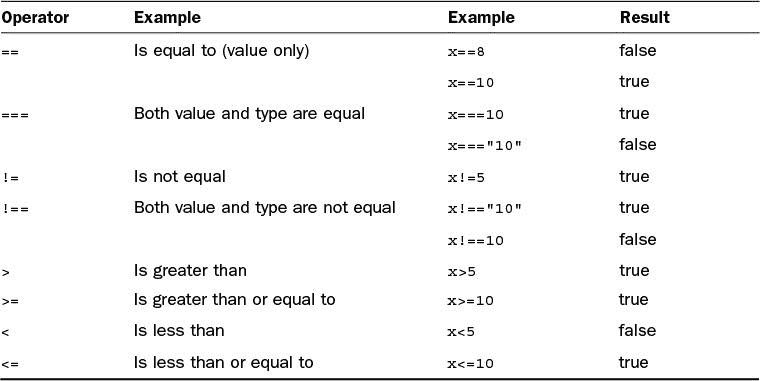 Operator Example Example Result
== Is equal to (value only) x==8 false
x==10 true
=== Both value and type are equal x===10 true
x==="10" false
!= Is not equal x!=5 true
!== Both value and type are not equal x!=="10" true
x!==10 false
> Is greater than x>5 true
>= Is greater than or equal to x>=10 true
< Is less than x<5 false
<= Is less than or equal to x<=10 true